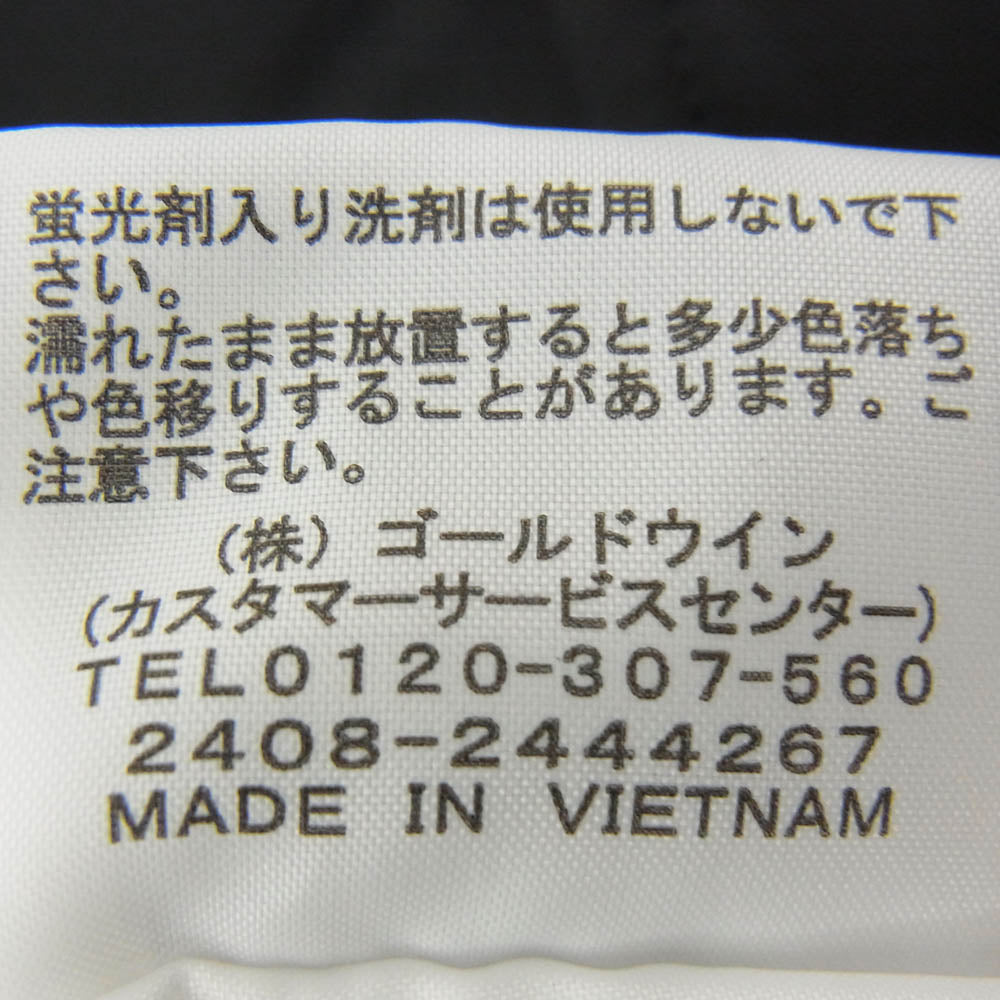 蛍光剤入り洗剤は使用しないで下
さい。
濡れたまま放置すると多少色落ち
や色移りすることがあります。ご
注意下さい。
(株) ゴールドウイン
(カスタマーサービスセンター)
TEL0120-307-560
2408-2444267
MADE IN VIETNAM